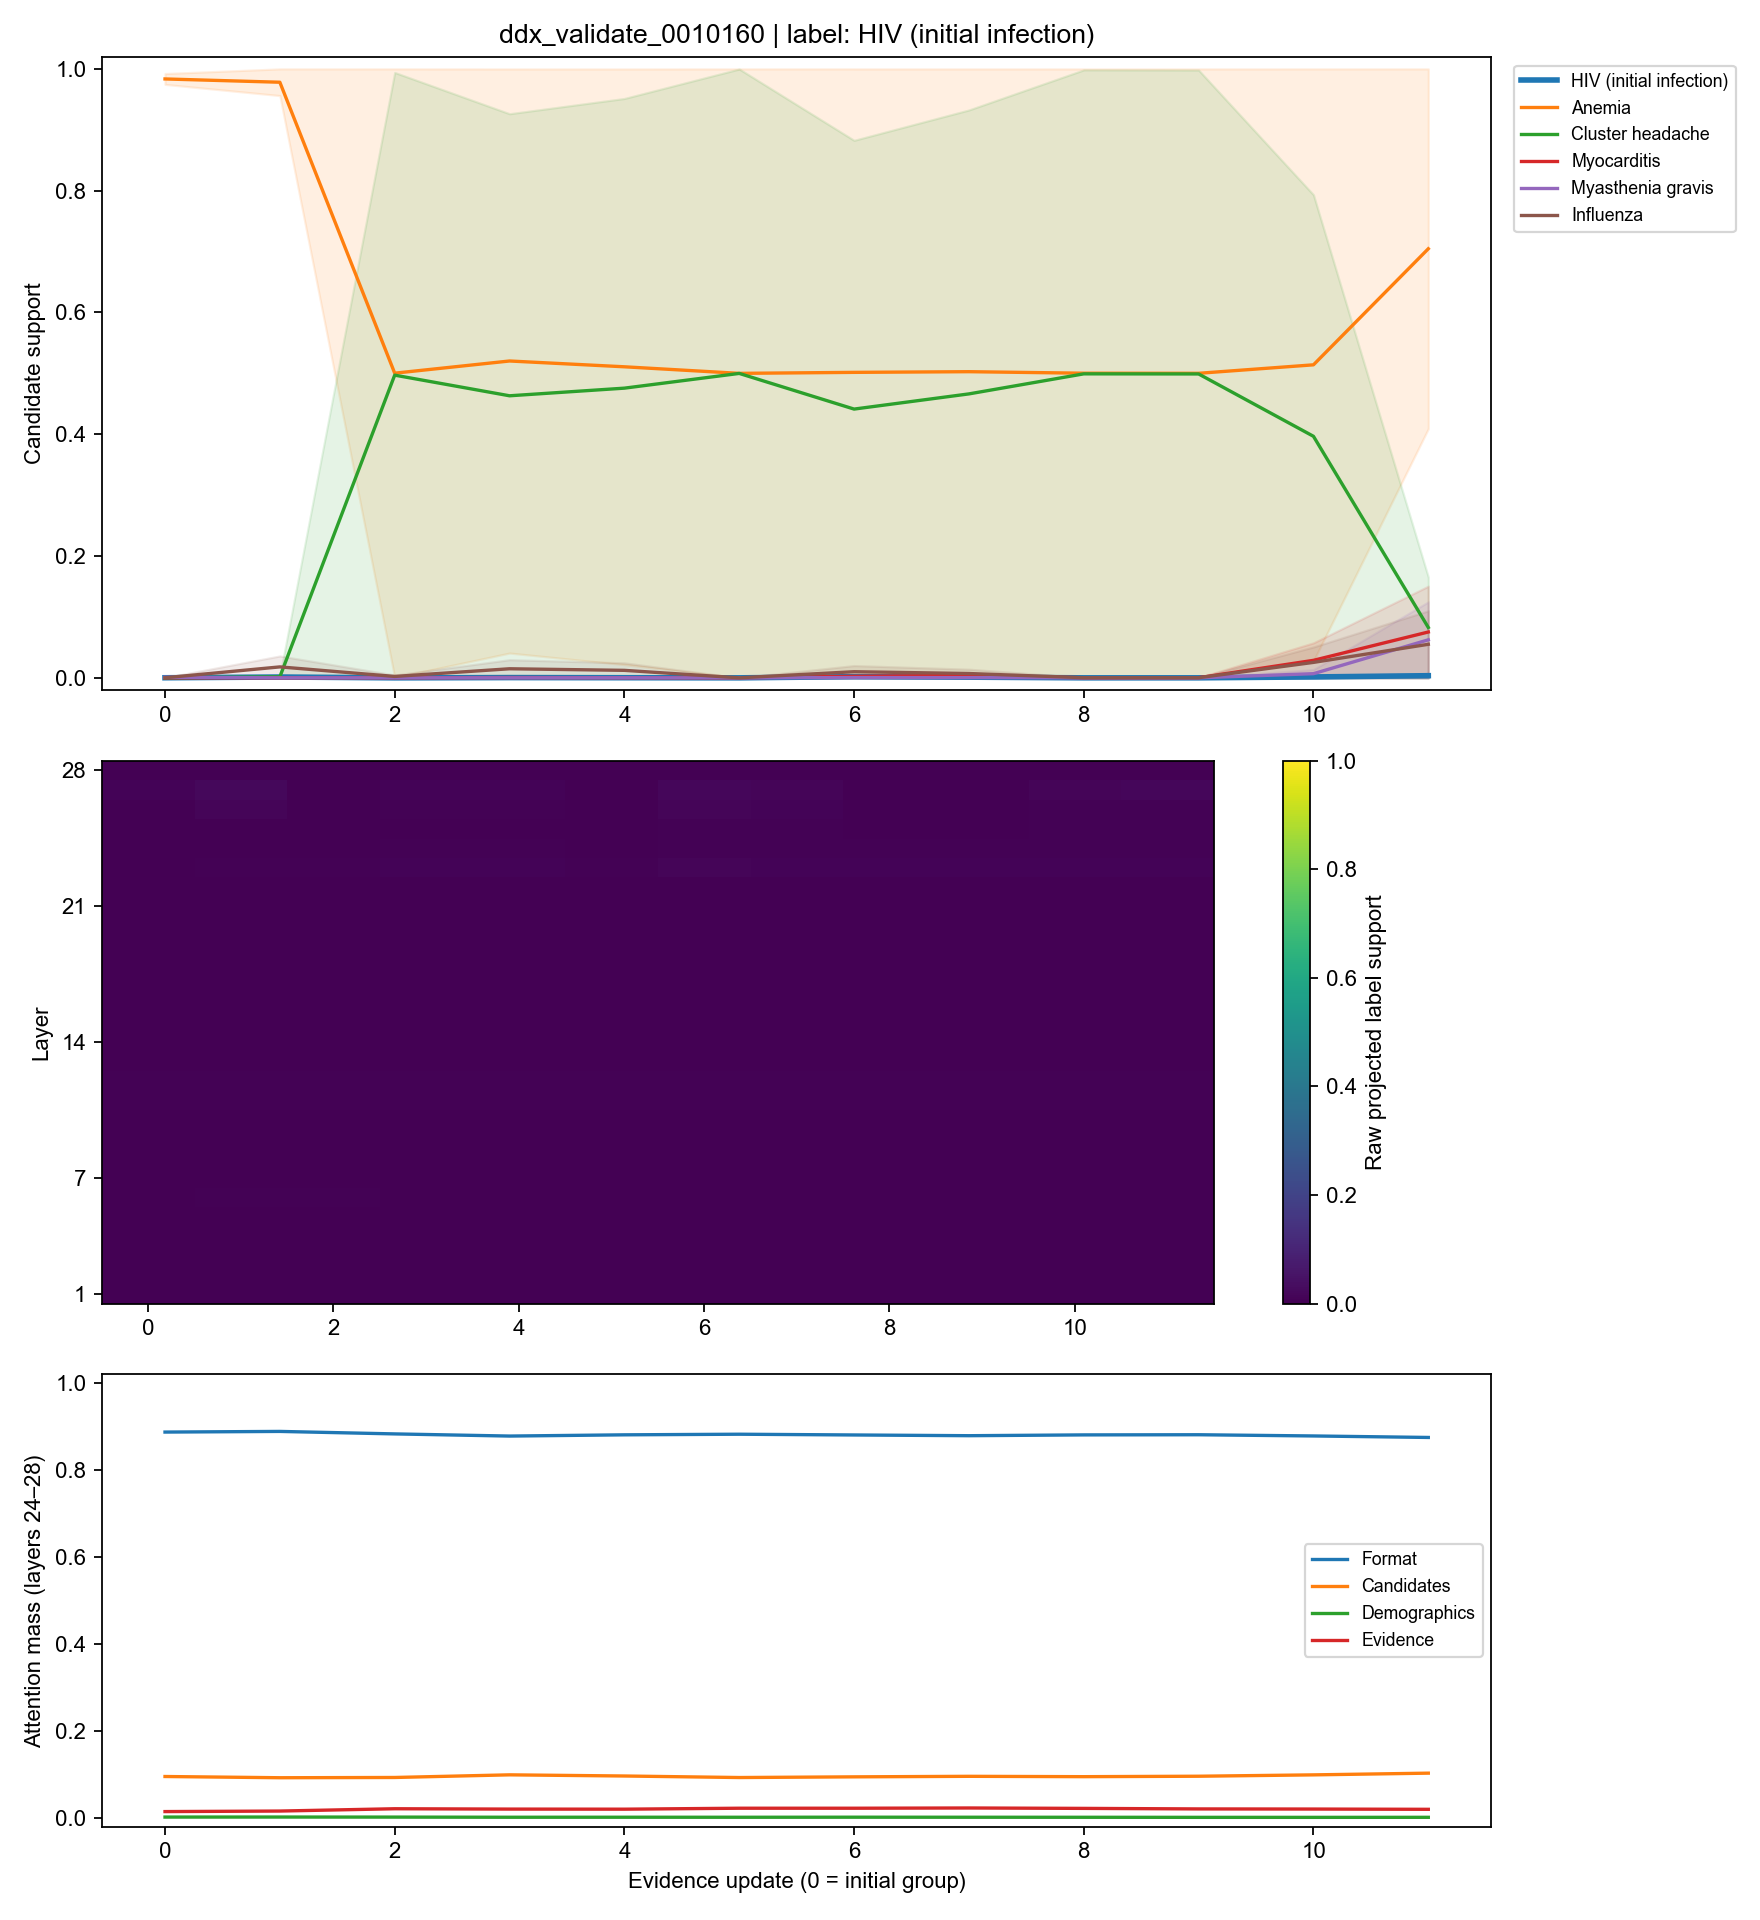 ddx_validate_0010160 | label: HIV (initial infection)
1.0
0.8
0.6
0.4
0.2
0.0
Candidate support
0 2 4 6 8 10
HIV (initial infection)
Anemia
Cluster headache
Myocarditis
Myasthenia gravis
Influenza
28
21
14
7
1
Layer
0 2 4 6 8 10
1.0
0.8
0.6
0.4
0.2
0.0
Raw projected label support
1.0
0.8
0.6
0.4
0.2
0.0
Attention mass (layers 24–28)
Format
Candidates
Demographics
Evidence
0 2 4 6 8 10
Evidence update (0 = initial group)